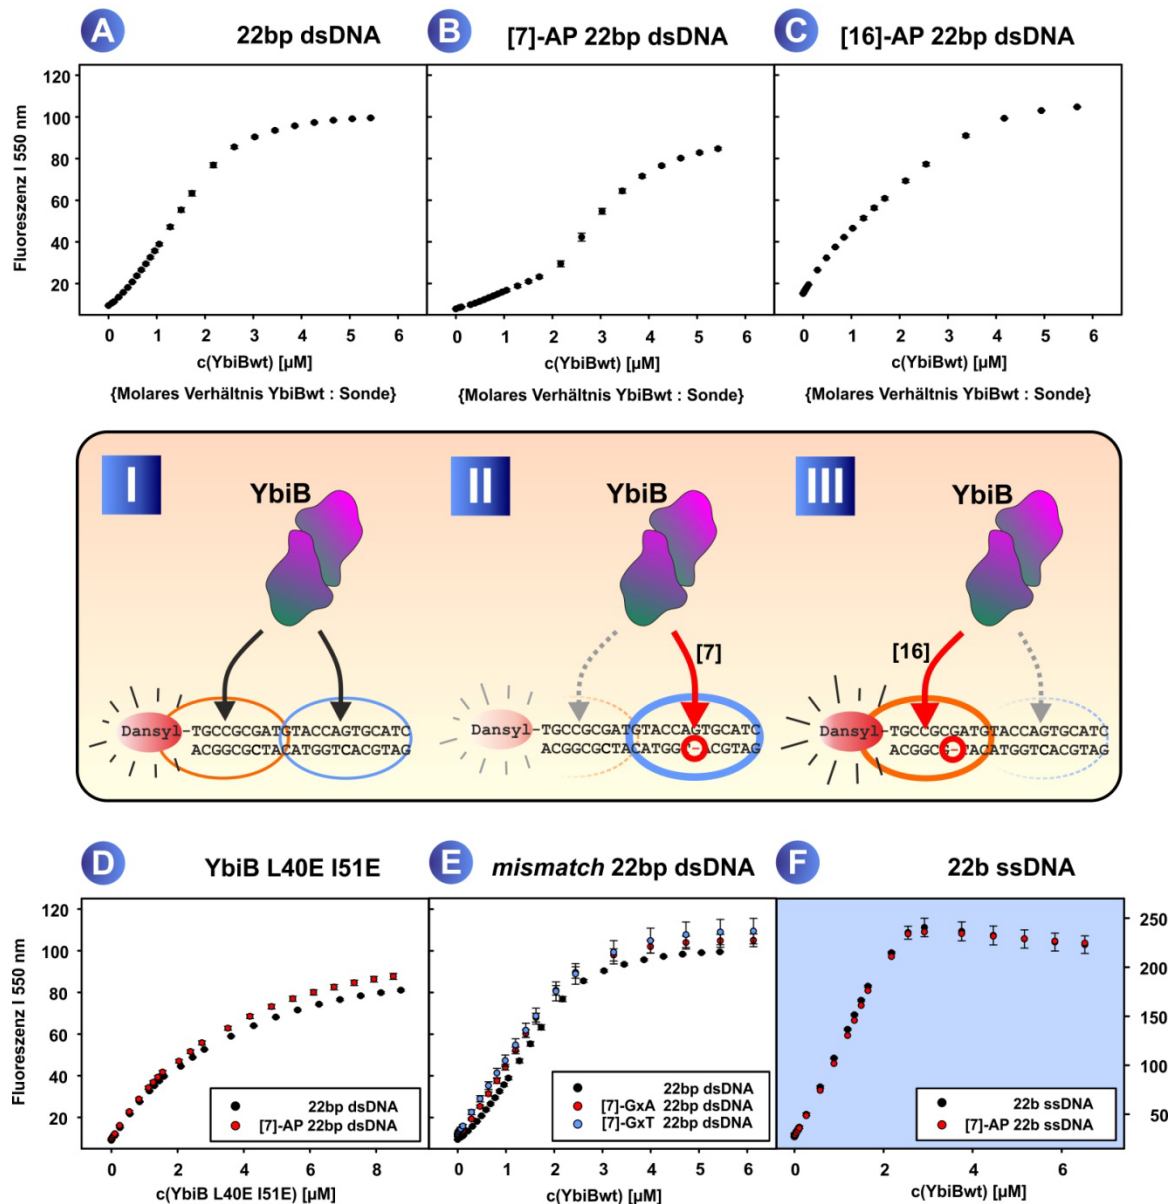 A 22bp dsDNA
B [7]-AP 22bp dsDNA
C [16]-AP 22bp dsDNA
Fluoreszenz I 550 nm
120
100
80
60
40
20
0 1 2 3 4 5 6
0 1 2 3 4 5 6
0 1 2 3 4 5 6
c(YbiBwt) [µM]
c(YbiBwt) [µM]
c(YbiBwt) [µM]
{Molares Verhältnis YbiBwt : Sonde}
{Molares Verhältnis YbiBwt : Sonde}
{Molares Verhältnis YbiBwt : Sonde}
I
YbiB
Dansyl-TGCCGCGATGTACCAGTGCATC
ACGGCGCTACATGGTCACGTAG
II
YbiB
[7]
Dansyl-TGCCGCGATGTACCAGTGCATC
ACGGCGCTACATGGT-ACGTAG
III
YbiB
[16]
Dansyl-TGCCGCGATGTACCAGTGCATC
ACGGCG-TACATGGTCACGTAG
D YbiB L40E I51E
E mismatch 22bp dsDNA
F 22b ssDNA
Fluoreszenz I 550 nm
120
100
80
60
40
20
22bp dsDNA
[7]-AP 22bp dsDNA
0 2 4 6 8
c(YbiB L40E I51E) [µM]
22bp dsDNA
[7]-GxA 22bp dsDNA
[7]-GxT 22bp dsDNA
0 1 2 3 4 5 6
c(YbiBwt) [µM]
250
200
150
100
50
22b ssDNA
[7]-AP 22b ssDNA
0 2 4 6
c(YbiBwt) [µM]